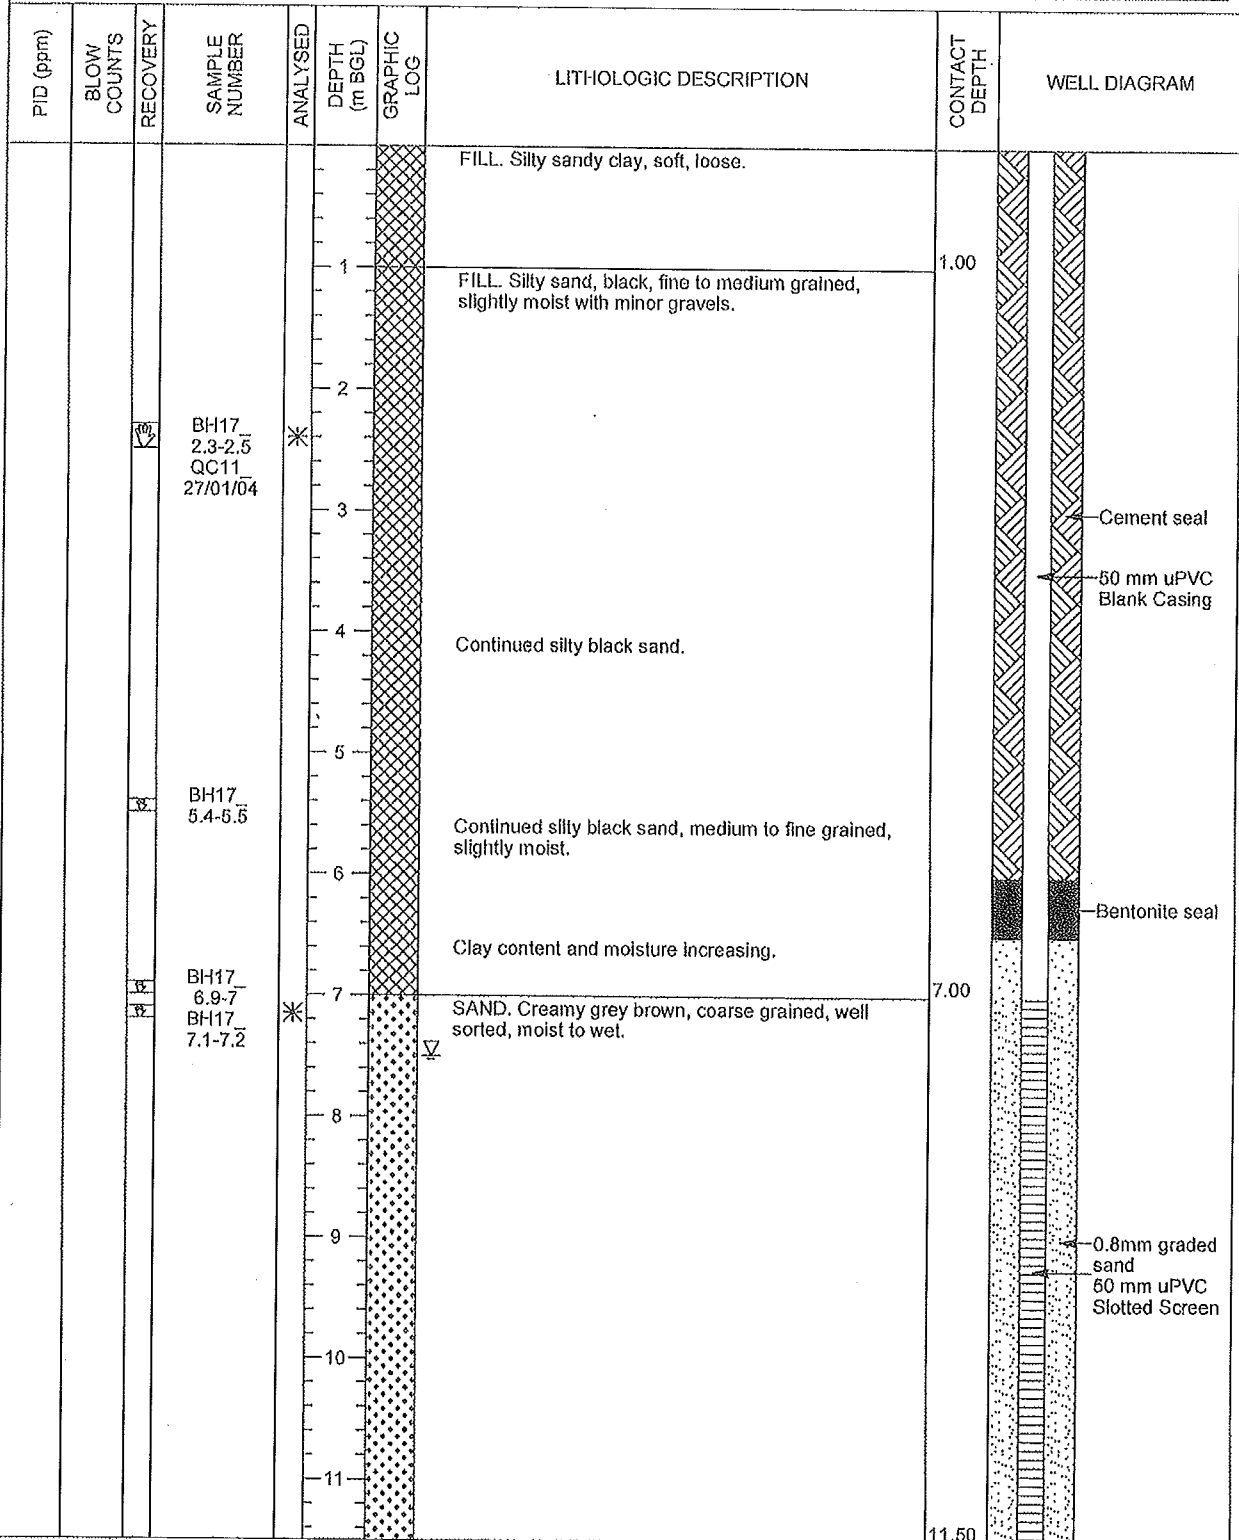 PID (ppm)
BLOW
COUNTS
RECOVERY
SAMPLE
NUMBER
ANALYSED
DEPTH
(m BGL)
GRAPHIC
LOG
LITHOLOGIC DESCRIPTION
CONTACT
DEPTH
WELL DIAGRAM
FILL. Silty sandy clay, soft, loose.
1
1.00
FILL. Silty sand, black, fine to medium grained,
slightly moist with minor gravels.
2
BH17_
2.3-2.5
QC11_
27/01/04
3
Cement seal
50 mm uPVC
Blank Casing
4
Continued silty black sand.
5
BH17_
5.4-5.5
Continued silty black sand, medium to fine grained,
slightly moist.
6
Bentonite seal
Clay content and moisture increasing.
BH17_
6.9-7
7
7.00
BH17_
7.1-7.2
SAND. Creamy grey brown, coarse grained, well
sorted, moist to wet.
8
9
0.8mm graded
sand
50 mm uPVC
Slotted Screen
10
11
11.50